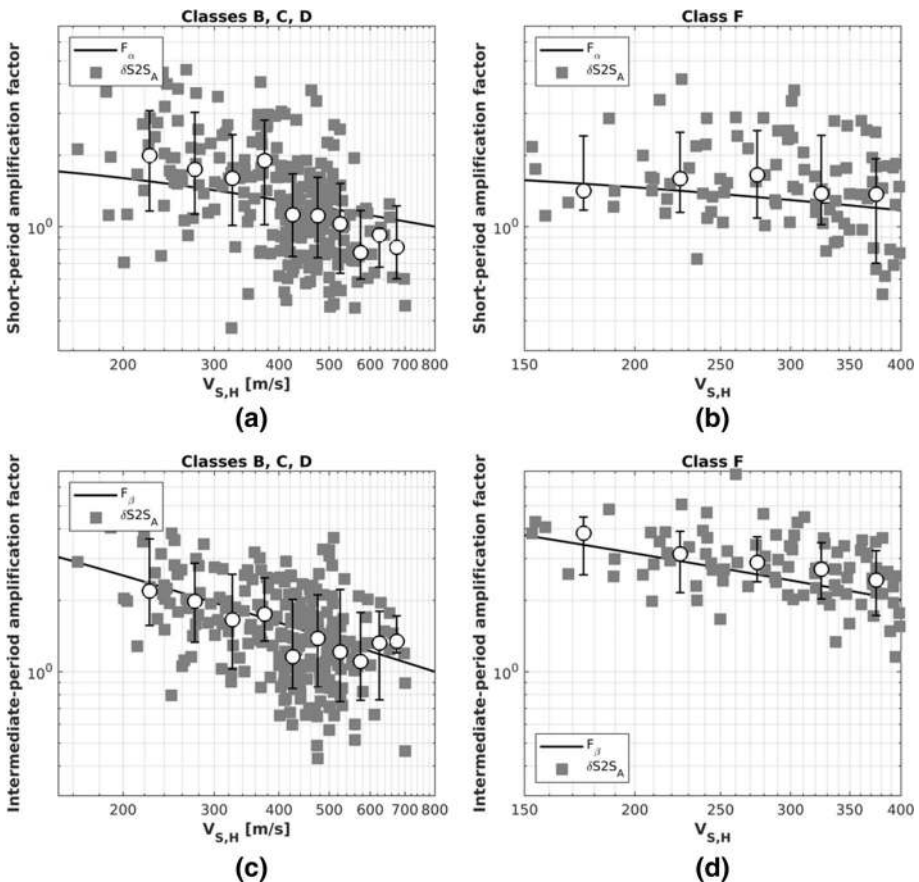 Classes B, C, D
Short-period amplification factor
F_α
δS2S_A
10⁰
200 300 400 500 600 700 800
V_S,H [m/s]
(a)
Class F
Short-period amplification factor
F_α
δS2S_A
10⁰
150 200 250 300 350 400
V_S,H
(b)
Classes B, C, D
Intermediate-period amplification factor
F_β
δS2S_A
10⁰
200 300 400 500 600 700 800
V_S,H [m/s]
(c)
Class F
Intermediate-period amplification factor
F_β
δS2S_A
10⁰
150 200 250 300 350 400
V_S,H
(d)